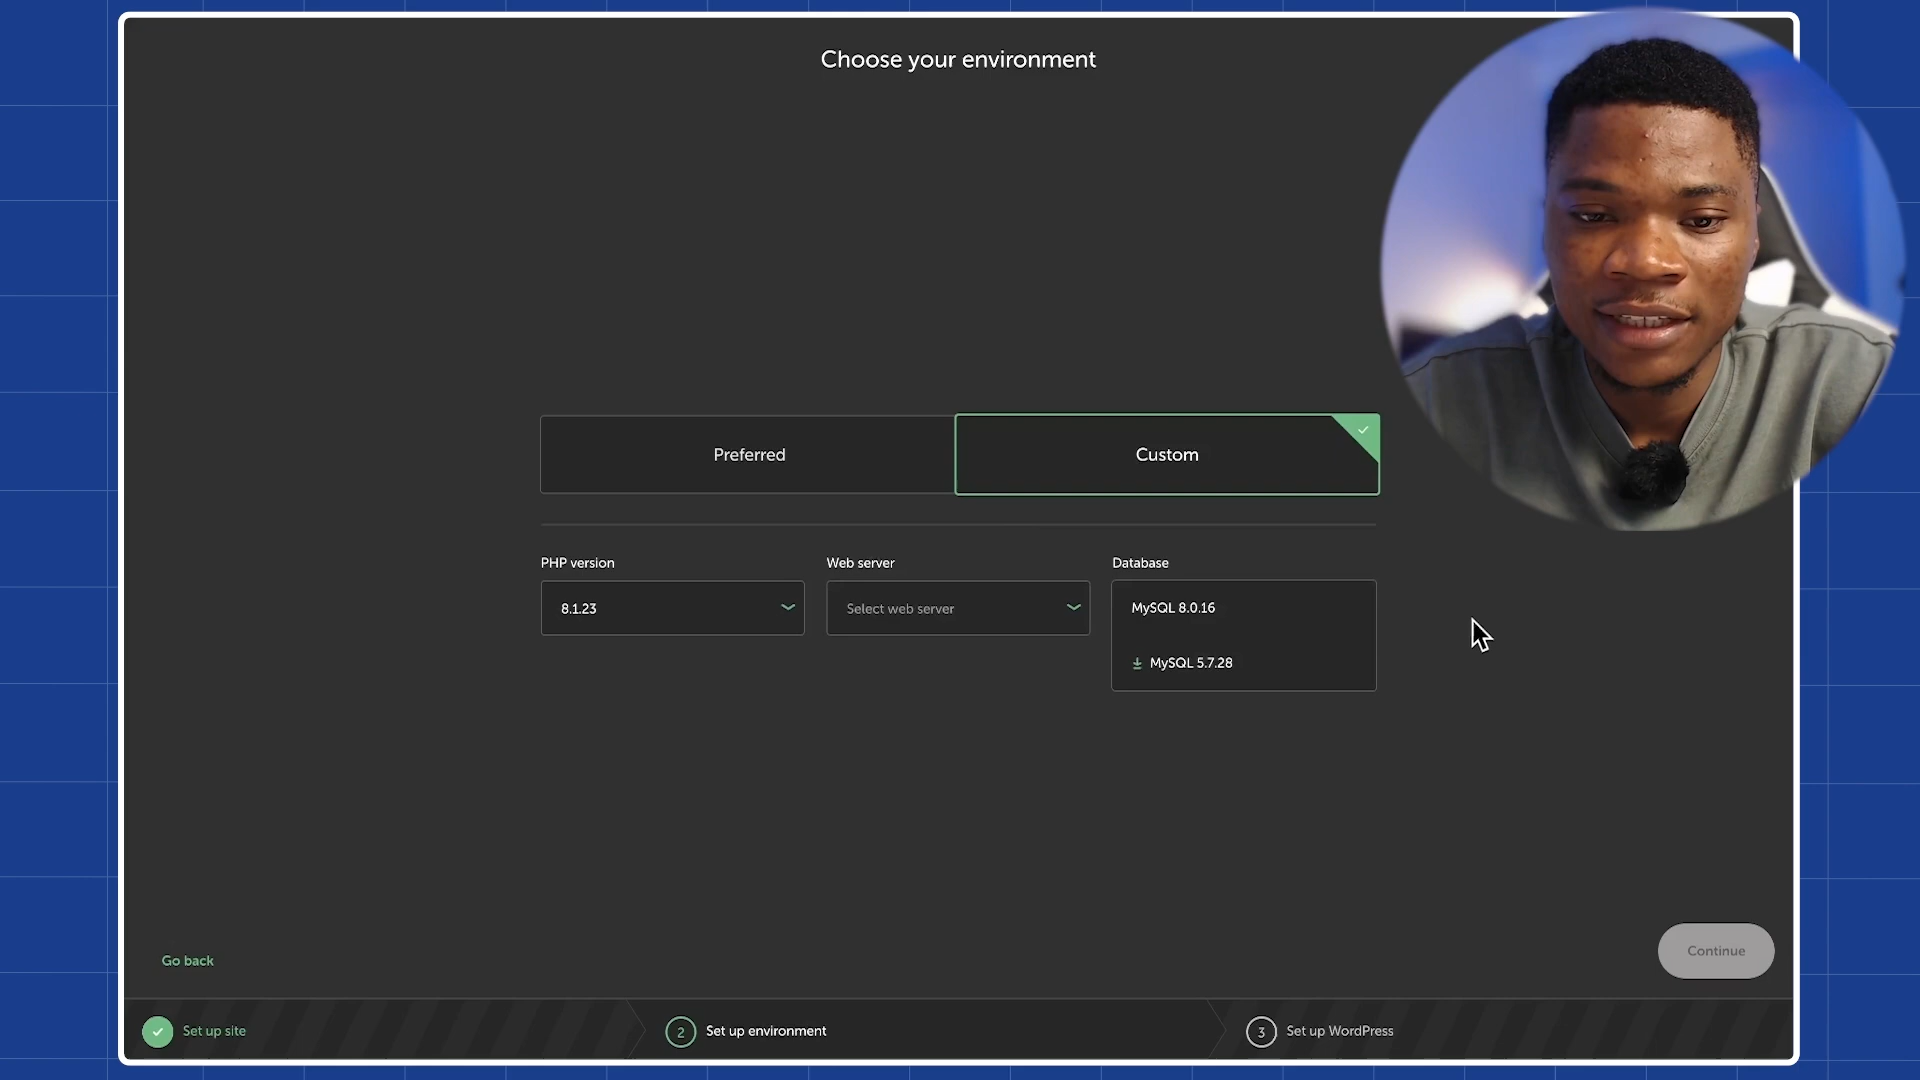 Choose your environment
Preferred
Custom
PHP version
Web server
Database
8.1.23
Select web server
MySQL 8.0.16
MySQL 5.7.28
Go back
Continue
Set up site
2
Set up environment
3
Set up WordPress